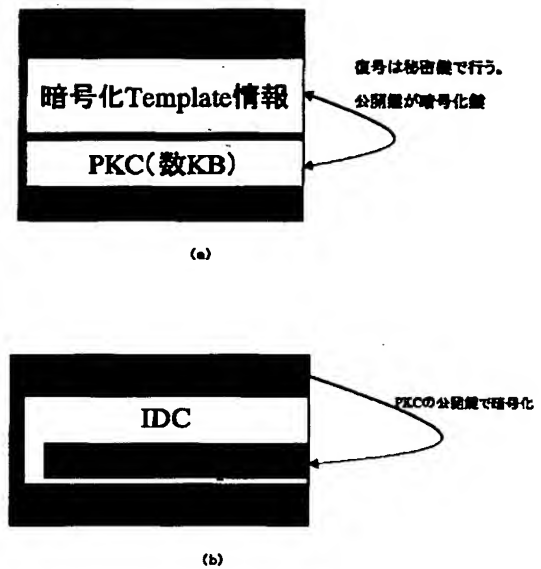 復号は秘密鍵で行う。
暗号化Template情報
公開鍵が暗号化鍵
PKC(数KB)
(a)
PKCの公開鍵で暗号化
IDC
(b)